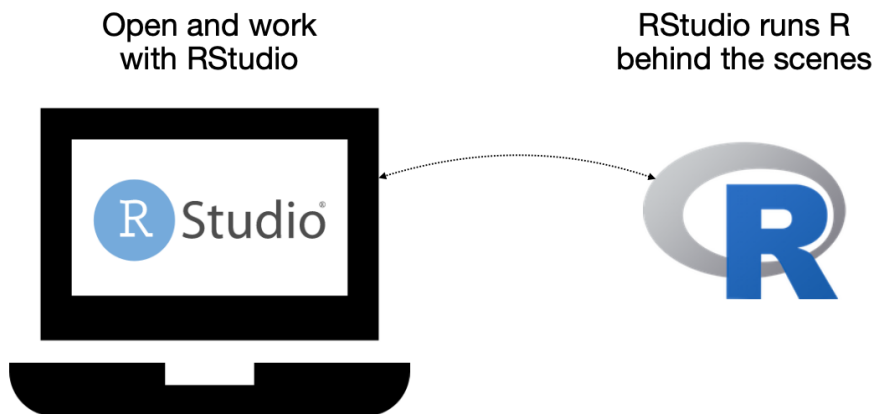 Open and work
with RStudio
RStudio runs R
behind the scenes
R Studio®
R